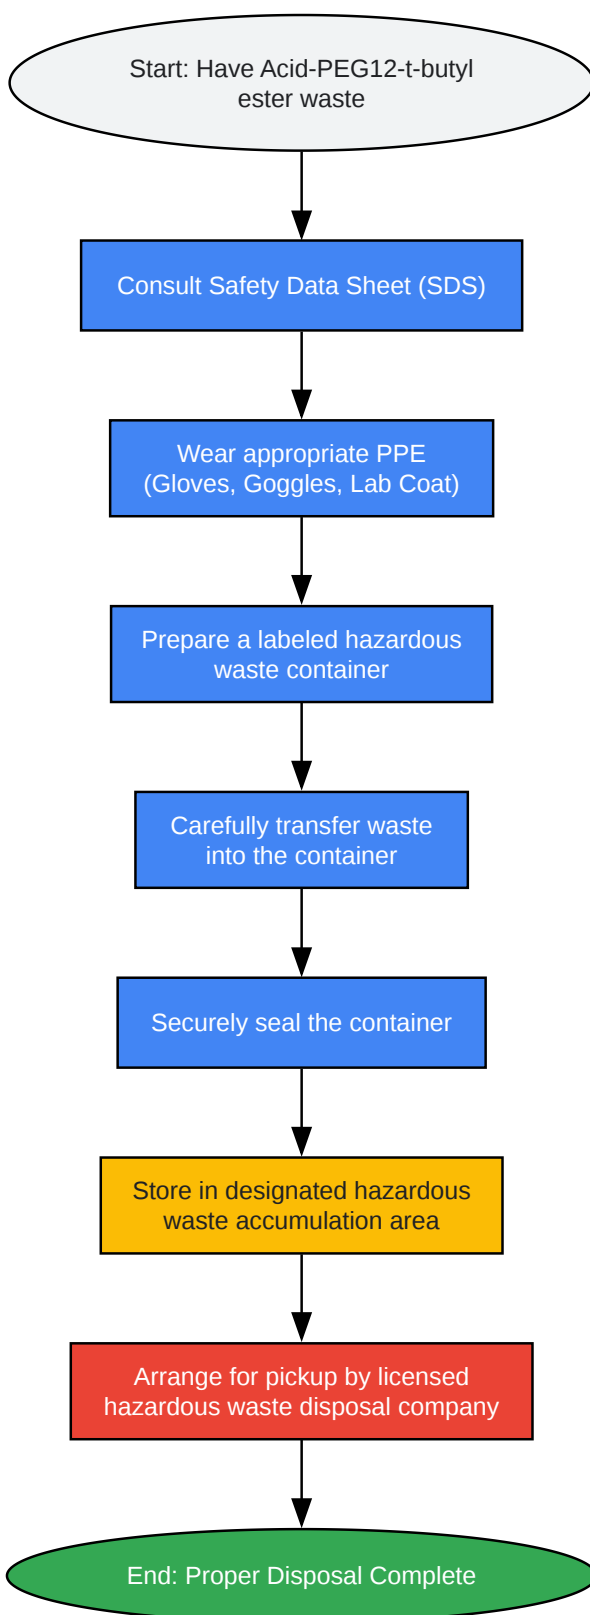 Start: Have Acid-PEG12-t-butyl
ester waste
Consult Safety Data Sheet (SDS)
Wear appropriate PPE
(Gloves, Goggles, Lab Coat)
Prepare a labeled hazardous
waste container
Carefully transfer waste
into the container
Securely seal the container
Store in designated hazardous
waste accumulation area
Arrange for pickup by licensed
hazardous waste disposal company
End: Proper Disposal Complete